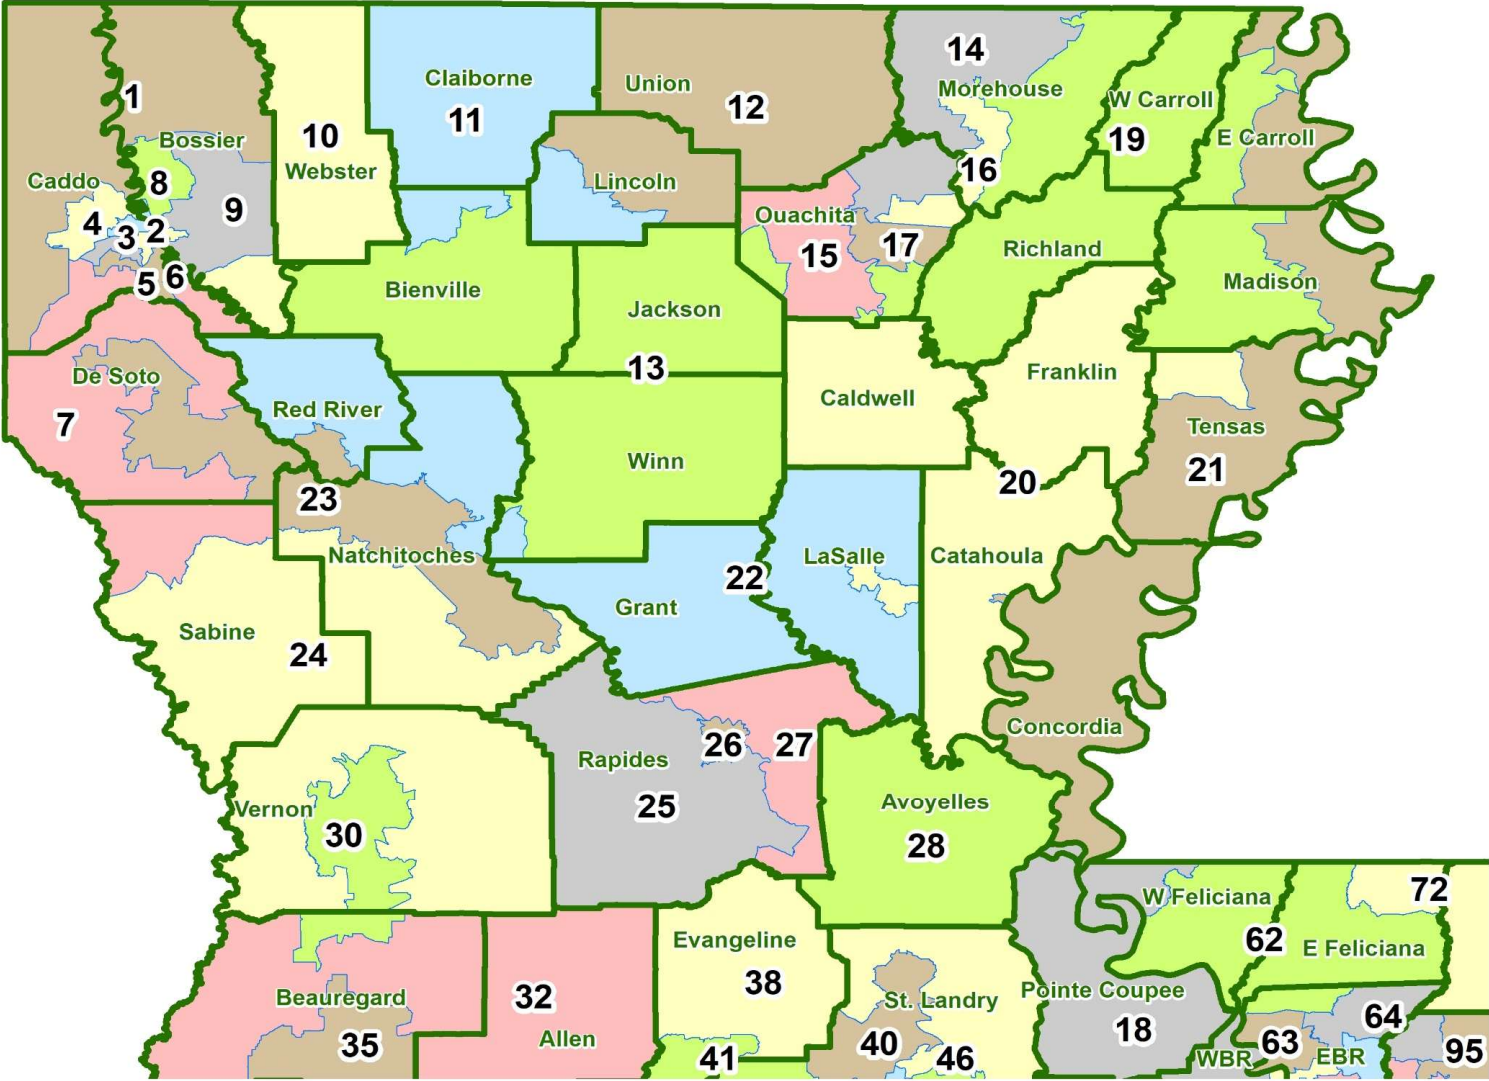 14
Claiborne
Union
Morehouse
1
W Carroll
12
11
10
Bossier
19
E Carroll
Webster
16
Caddo
8
Lincoln
9
Ouachita
4
3
2
17
15
Richland
5
6
Bienville
Madison
Jackson
13
De Soto
Franklin
Caldwell
Red River
7
Tensas
Winn
21
20
23
Natchitoches
LaSalle
Catahoula
22
Grant
Sabine
24
Concordia
26
27
Rapides
25
Vernon
Avoyelles
30
28
W Feliciana
72
Evangeline
62
E Feliciana
38
32
Beauregard
St. Landry
Pointe Coupee
64
18
35
Allen
40
63
41
46
WBR
EBR
95